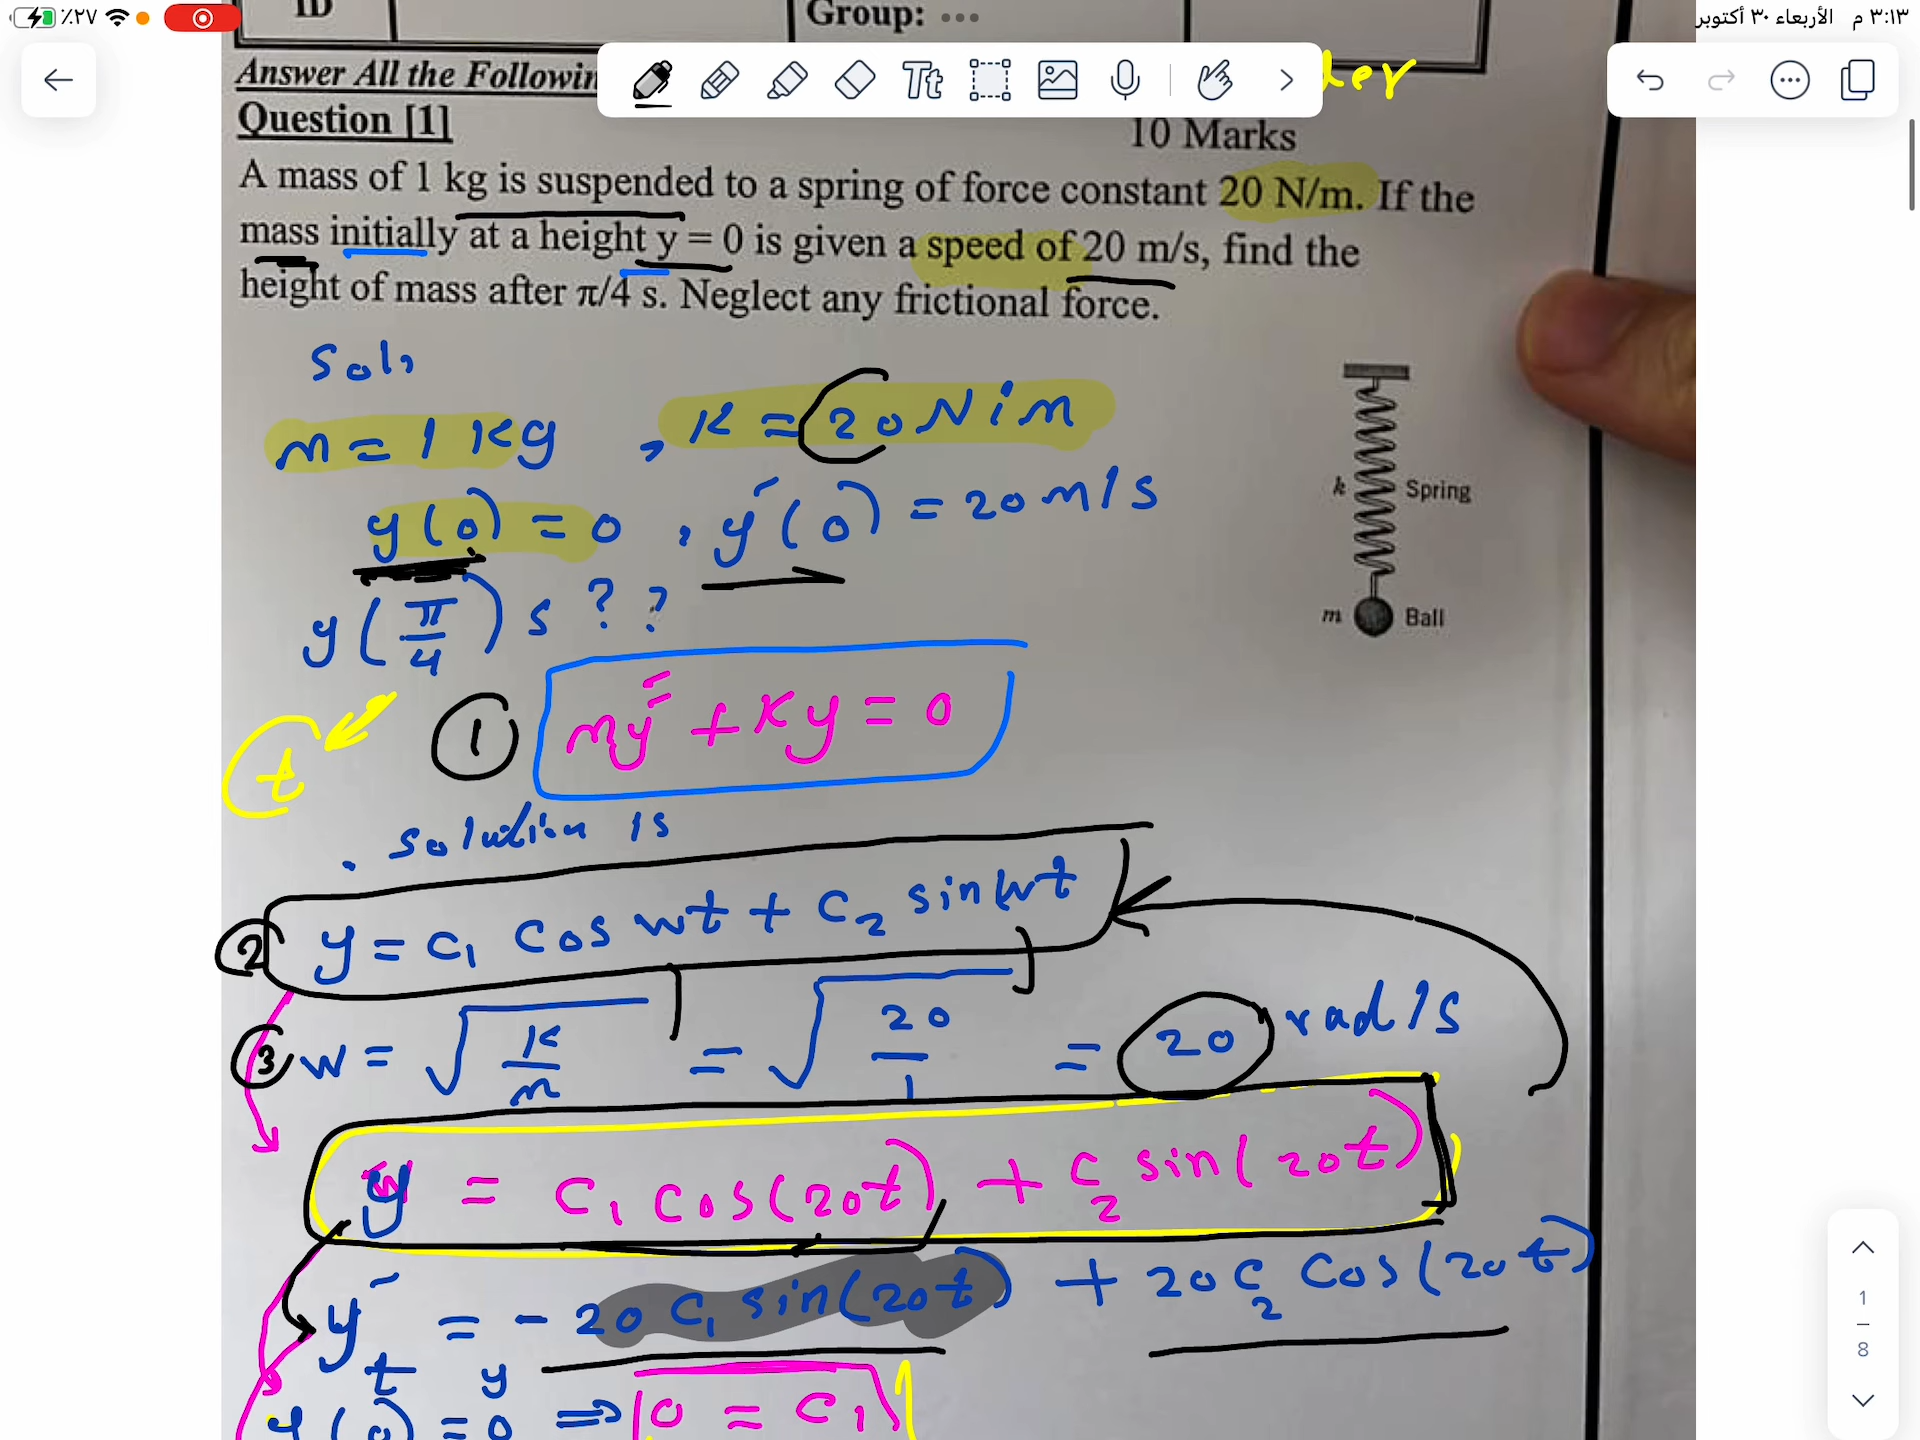 ٪٢٧
٣:١٣ م الأربعاء ٣٠ أكتوبر
ID
Group:
Answer All the Followin
Tt
Question [1]
10 Marks
A mass of 1 kg is suspended to a spring of force constant 20 N/m. If the
mass initially at a height y = 0 is given a speed of 20 m/s, find the
height of mass after π/4 s. Neglect any frictional force.
Sol,
m = 1 kg , K = 20 N/m
y(0) = 0 , y'(0) = 20 m/s
y(π/4) s ? ?
k Spring
m Ball
t
1 my'' + Ky = 0
. solution is
2 y = c₁ cos wt + c₂ sin wt
3 w = √(K/m) = √(20/1) = 20 rad/s
y = c₁ cos(20t) + c₂ sin(20t)
y' = - 20 c₁ sin(20t) + 20 c₂ cos(20t)
t y
y(0) = 0 ⇒ 0 = c₁
1
8